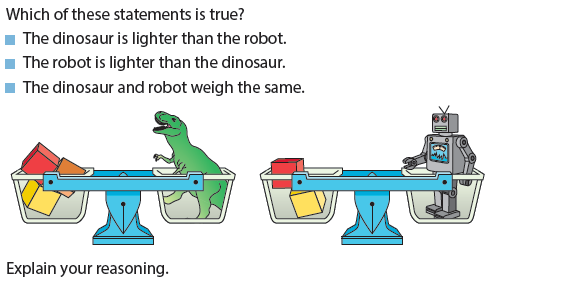 Which of these statements is true?
The dinosaur is lighter than the robot.
The robot is lighter than the dinosaur.
The dinosaur and robot weigh the same.
Explain your reasoning.